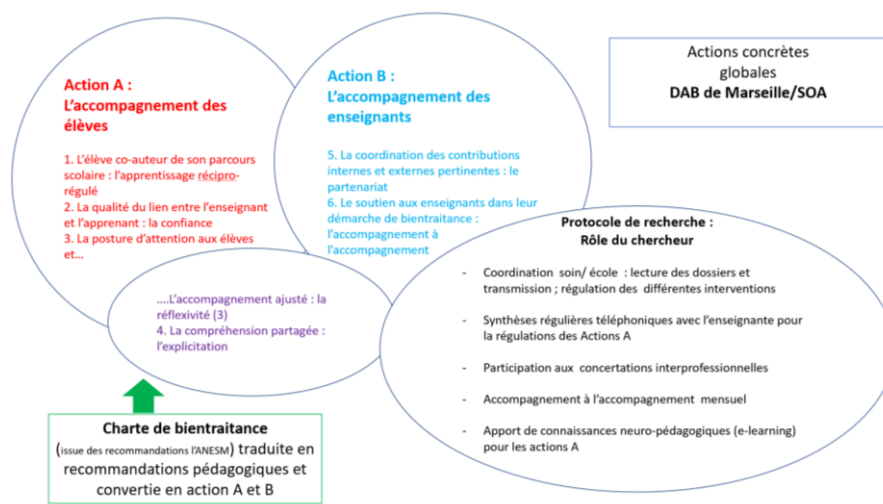 Action A :
L'accompagnement des
élèves
1. L'élève co-auteur de son parcours
scolaire : l'apprentissage récipro-
régulé
2. La qualité du lien entre l'enseignant
et l'apprenant : la confiance
3. La posture d'attention aux élèves
et…
Action B :
L'accompagnement des
enseignants
5. La coordination des contributions
internes et externes pertinentes : le
partenariat
6. Le soutien aux enseignants dans leur
démarche de bientraitance :
l'accompagnement à
l'accompagnement
Actions concrètes
globales
DAB de Marseille/SOA
….L'accompagnement ajusté : la
réflexivité (3)
4. La compréhension partagée :
l'explicitation
Protocole de recherche :
Rôle du chercheur
- Coordination soin/ école : lecture des dossiers et
transmission ; régulation des différentes interventions
- Synthèses régulières téléphoniques avec l'enseignante pour
la régulations des Actions A
- Participation aux concertations interprofessionnelles
- Accompagnement à l'accompagnement mensuel
- Apport de connaissances neuro-pédagogiques (e-learning)
pour les actions A
Charte de bientraitance
(issue des recommandations l'ANESM) traduite en
recommandations pédagogiques et
convertie en action A et B